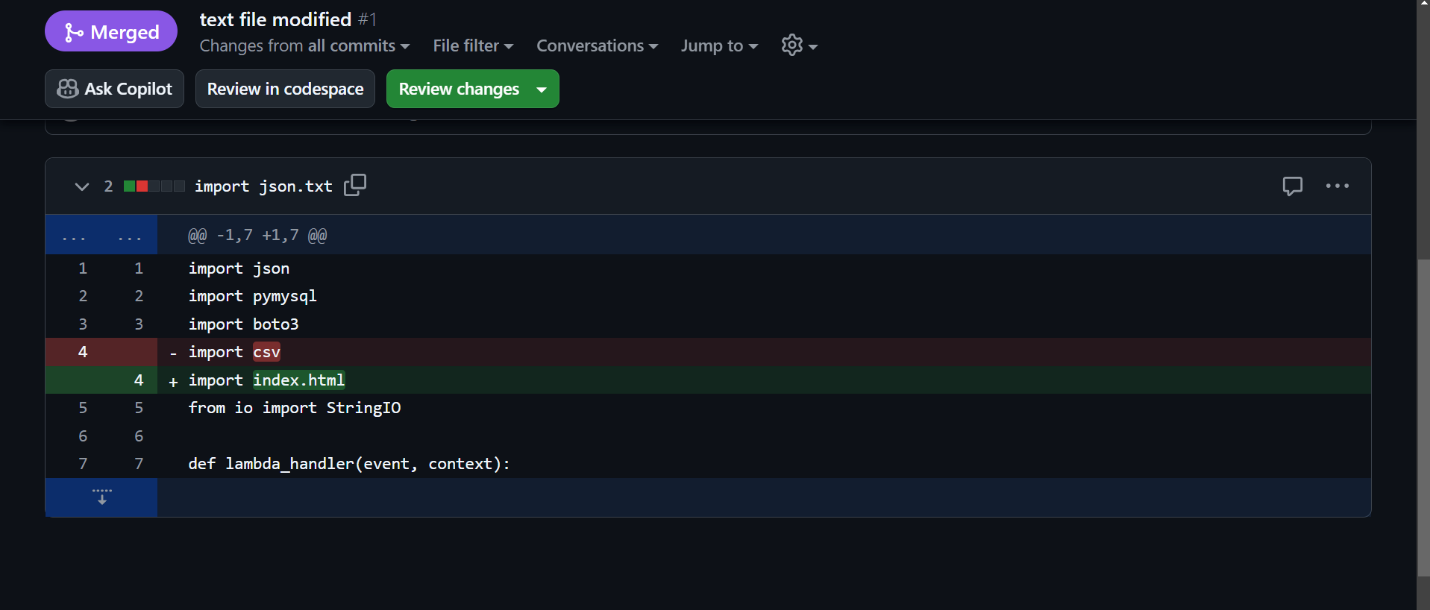 Merged
text file modified #1
Changes from all commits File filter Conversations Jump to
Ask Copilot Review in codespace Review changes
2 import json.txt
... ... @@ -1,7 +1,7 @@
1 1 import json
2 2 import pymysql
3 3 import boto3
4 - import csv
4 + import index.html
5 5 from io import StringIO
6 6
7 7 def lambda_handler(event, context):